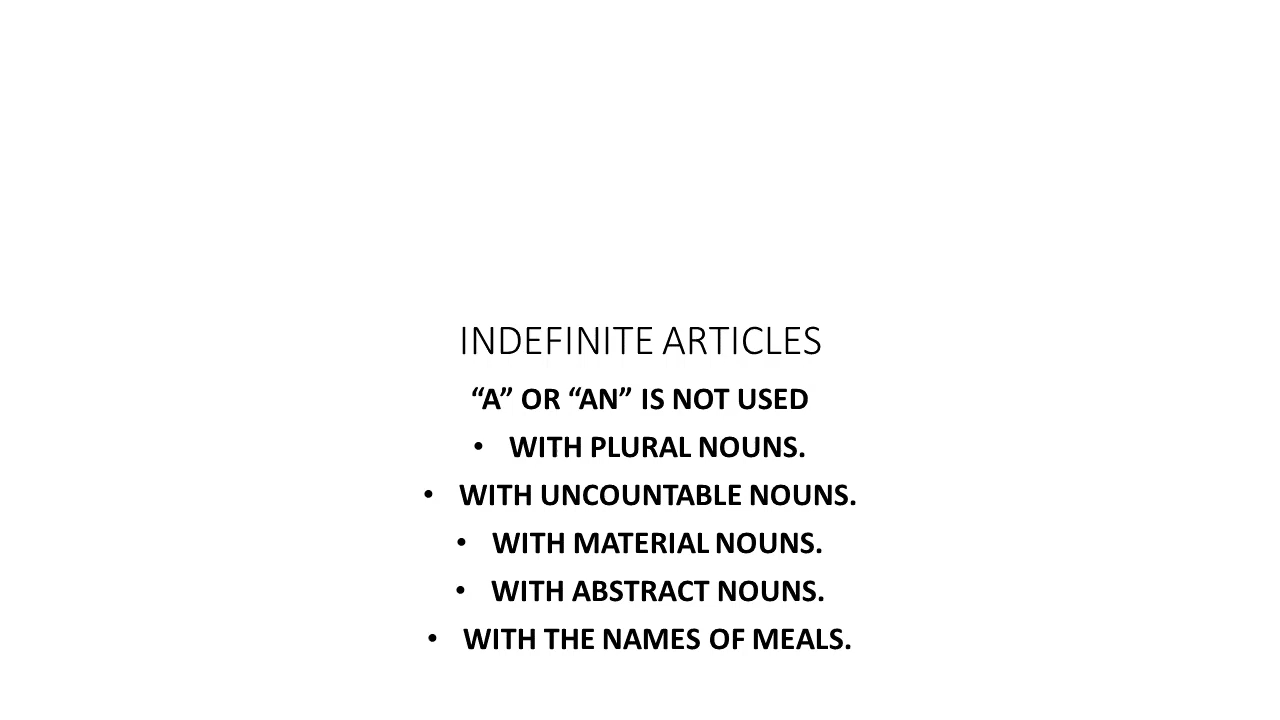 INDEFINITE ARTICLES
“A” OR “AN” IS NOT USED
• WITH PLURAL NOUNS.
• WITH UNCOUNTABLE NOUNS.
• WITH MATERIAL NOUNS.
• WITH ABSTRACT NOUNS.
• WITH THE NAMES OF MEALS.